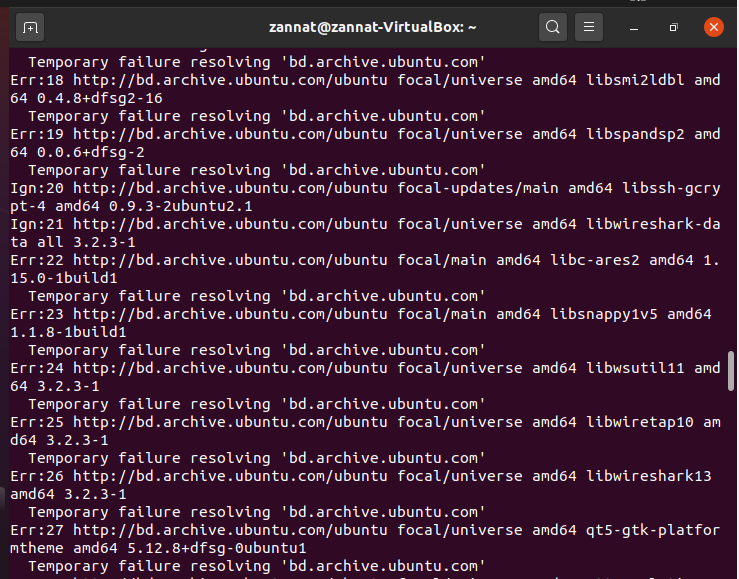 zannat@zannat-VirtualBox: ~
Temporary failure resolving 'bd.archive.ubuntu.com'
Err:18 http://bd.archive.ubuntu.com/ubuntu focal/universe amd64 libsmi2ldbl amd
64 0.4.8+dfsg2-16
Temporary failure resolving 'bd.archive.ubuntu.com'
Err:19 http://bd.archive.ubuntu.com/ubuntu focal/universe amd64 libspandsp2 amd
64 0.0.6+dfsg-2
Temporary failure resolving 'bd.archive.ubuntu.com'
Ign:20 http://bd.archive.ubuntu.com/ubuntu focal-updates/main amd64 libssh-gcry
pt-4 amd64 0.9.3-2ubuntu2.1
Ign:21 http://bd.archive.ubuntu.com/ubuntu focal/universe amd64 libwireshark-da
ta all 3.2.3-1
Err:22 http://bd.archive.ubuntu.com/ubuntu focal/main amd64 libc-ares2 amd64 1.
15.0-1build1
Temporary failure resolving 'bd.archive.ubuntu.com'
Err:23 http://bd.archive.ubuntu.com/ubuntu focal/main amd64 libsnappy1v5 amd64
1.1.8-1build1
Temporary failure resolving 'bd.archive.ubuntu.com'
Err:24 http://bd.archive.ubuntu.com/ubuntu focal/universe amd64 libwsutil11 amd
64 3.2.3-1
Temporary failure resolving 'bd.archive.ubuntu.com'
Err:25 http://bd.archive.ubuntu.com/ubuntu focal/universe amd64 libwiretap10 am
d64 3.2.3-1
Temporary failure resolving 'bd.archive.ubuntu.com'
Err:26 http://bd.archive.ubuntu.com/ubuntu focal/universe amd64 libwireshark13
amd64 3.2.3-1
Temporary failure resolving 'bd.archive.ubuntu.com'
Err:27 http://bd.archive.ubuntu.com/ubuntu focal/universe amd64 qt5-gtk-platfor
mtheme amd64 5.12.8+dfsg-0ubuntu1
Temporary failure resolving 'bd.archive.ubuntu.com'